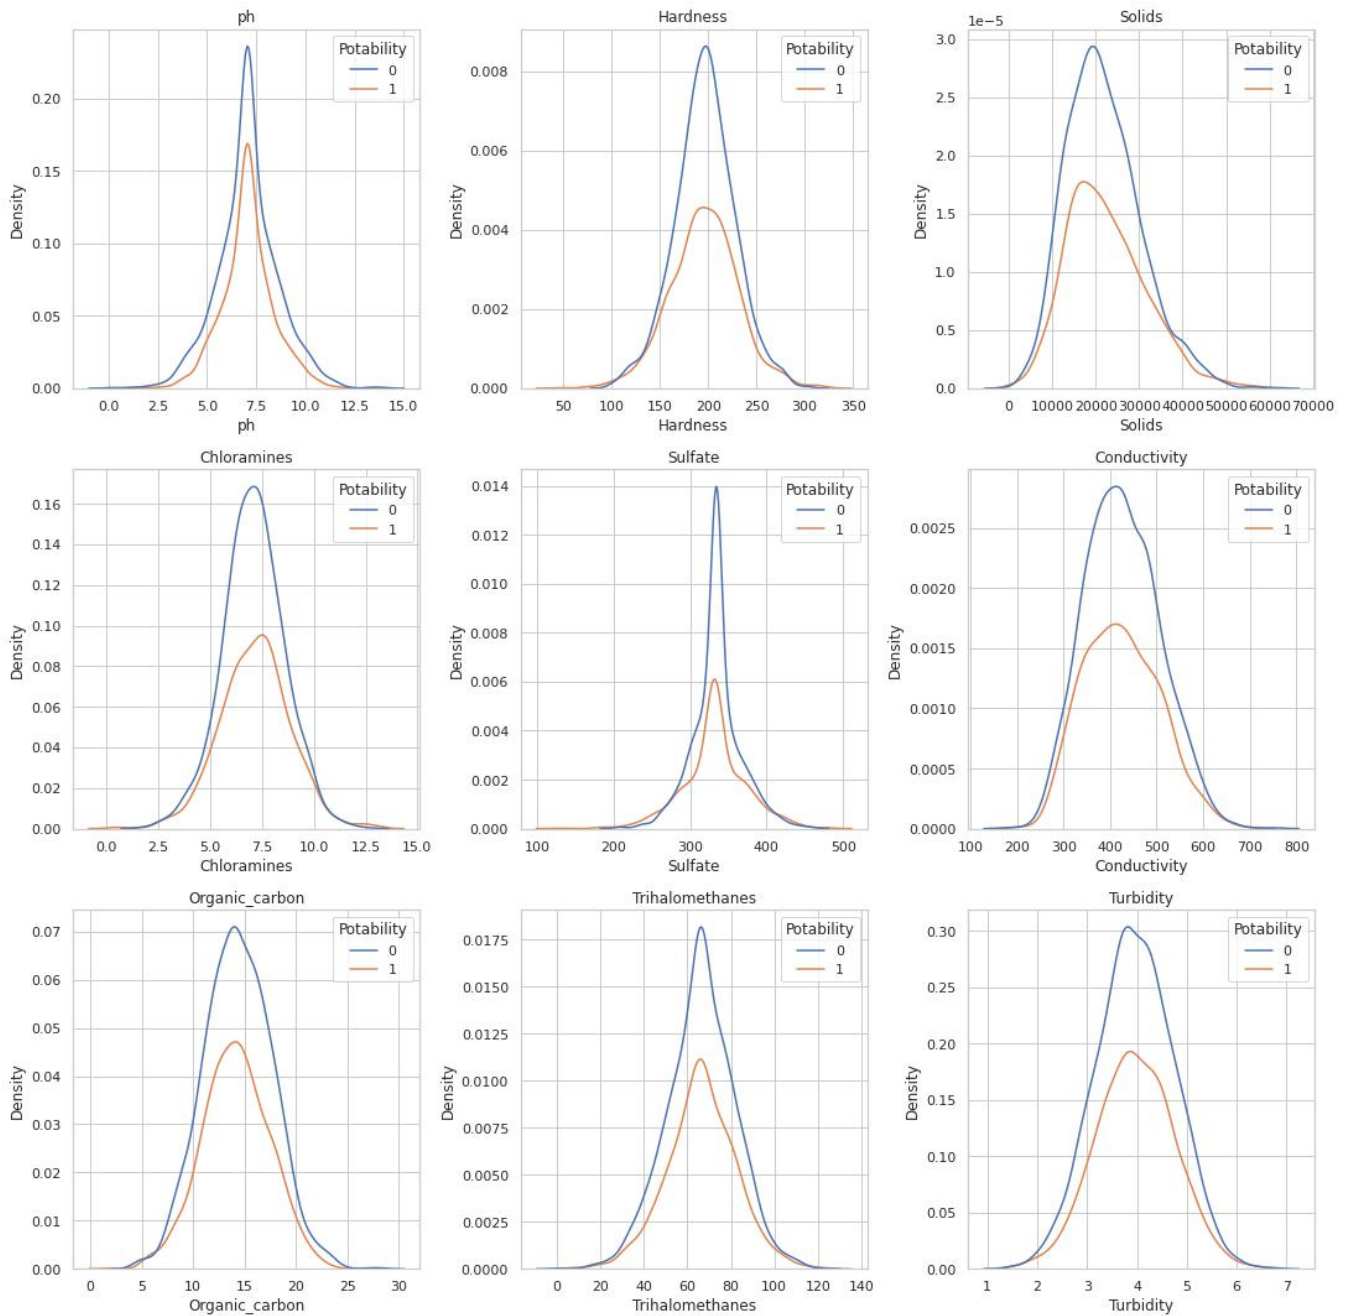 ph
Potability
0
1
0.20
0.15
0.10
0.05
0.00
Density
0.0 2.5 5.0 7.5 10.0 12.5 15.0
ph
Hardness
Potability
0
1
0.008
0.006
0.004
0.002
0.000
Density
50 100 150 200 250 300 350
Hardness
Solids
1e−5
Potability
0
1
3.0
2.5
2.0
1.5
1.0
0.5
0.0
Density
0 10000 20000 30000 40000 50000 60000 70000
Solids
Chloramines
Potability
0
1
0.16
0.14
0.12
0.10
0.08
0.06
0.04
0.02
0.00
Density
0.0 2.5 5.0 7.5 10.0 12.5 15.0
Chloramines
Sulfate
Potability
0
1
0.014
0.012
0.010
0.008
0.006
0.004
0.002
0.000
Density
100 200 300 400 500
Sulfate
Conductivity
Potability
0
1
0.0025
0.0020
0.0015
0.0010
0.0005
0.0000
Density
100 200 300 400 500 600 700 800
Conductivity
Organic_carbon
Potability
0
1
0.07
0.06
0.05
0.04
0.03
0.02
0.01
0.00
Density
0 5 10 15 20 25 30
Organic_carbon
Trihalomethanes
Potability
0
1
0.0175
0.0150
0.0125
0.0100
0.0075
0.0050
0.0025
0.0000
Density
0 20 40 60 80 100 120 140
Trihalomethanes
Turbidity
Potability
0
1
0.30
0.25
0.20
0.15
0.10
0.05
0.00
Density
1 2 3 4 5 6 7
Turbidity